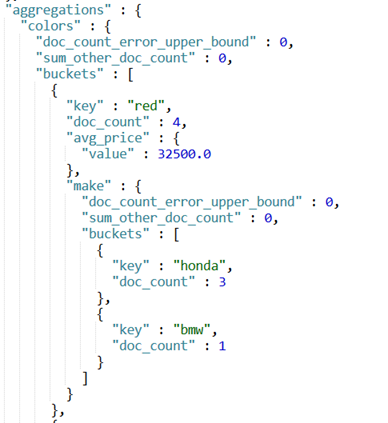 "aggregations" : {
"colors" : {
"doc_count_error_upper_bound" : 0,
"sum_other_doc_count" : 0,
"buckets" : [
{
"key" : "red",
"doc_count" : 4,
"avg_price" : {
"value" : 32500.0
},
"make" : {
"doc_count_error_upper_bound" : 0,
"sum_other_doc_count" : 0,
"buckets" : [
{
"key" : "honda",
"doc_count" : 3
},
{
"key" : "bmw",
"doc_count" : 1
}
]
}
},